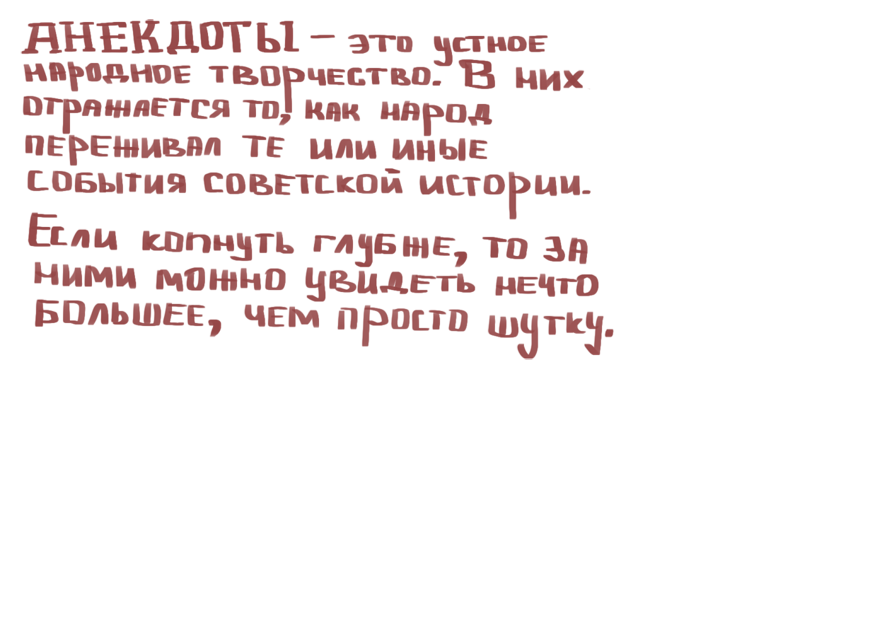 АНЕКДОТЫ – это устное
народное творчество. В них
отражается то, как народ
переживал те или иные
события советской истории.
Если копнуть глубже, то за
ними можно увидеть нечто
большее, чем просто шутку.